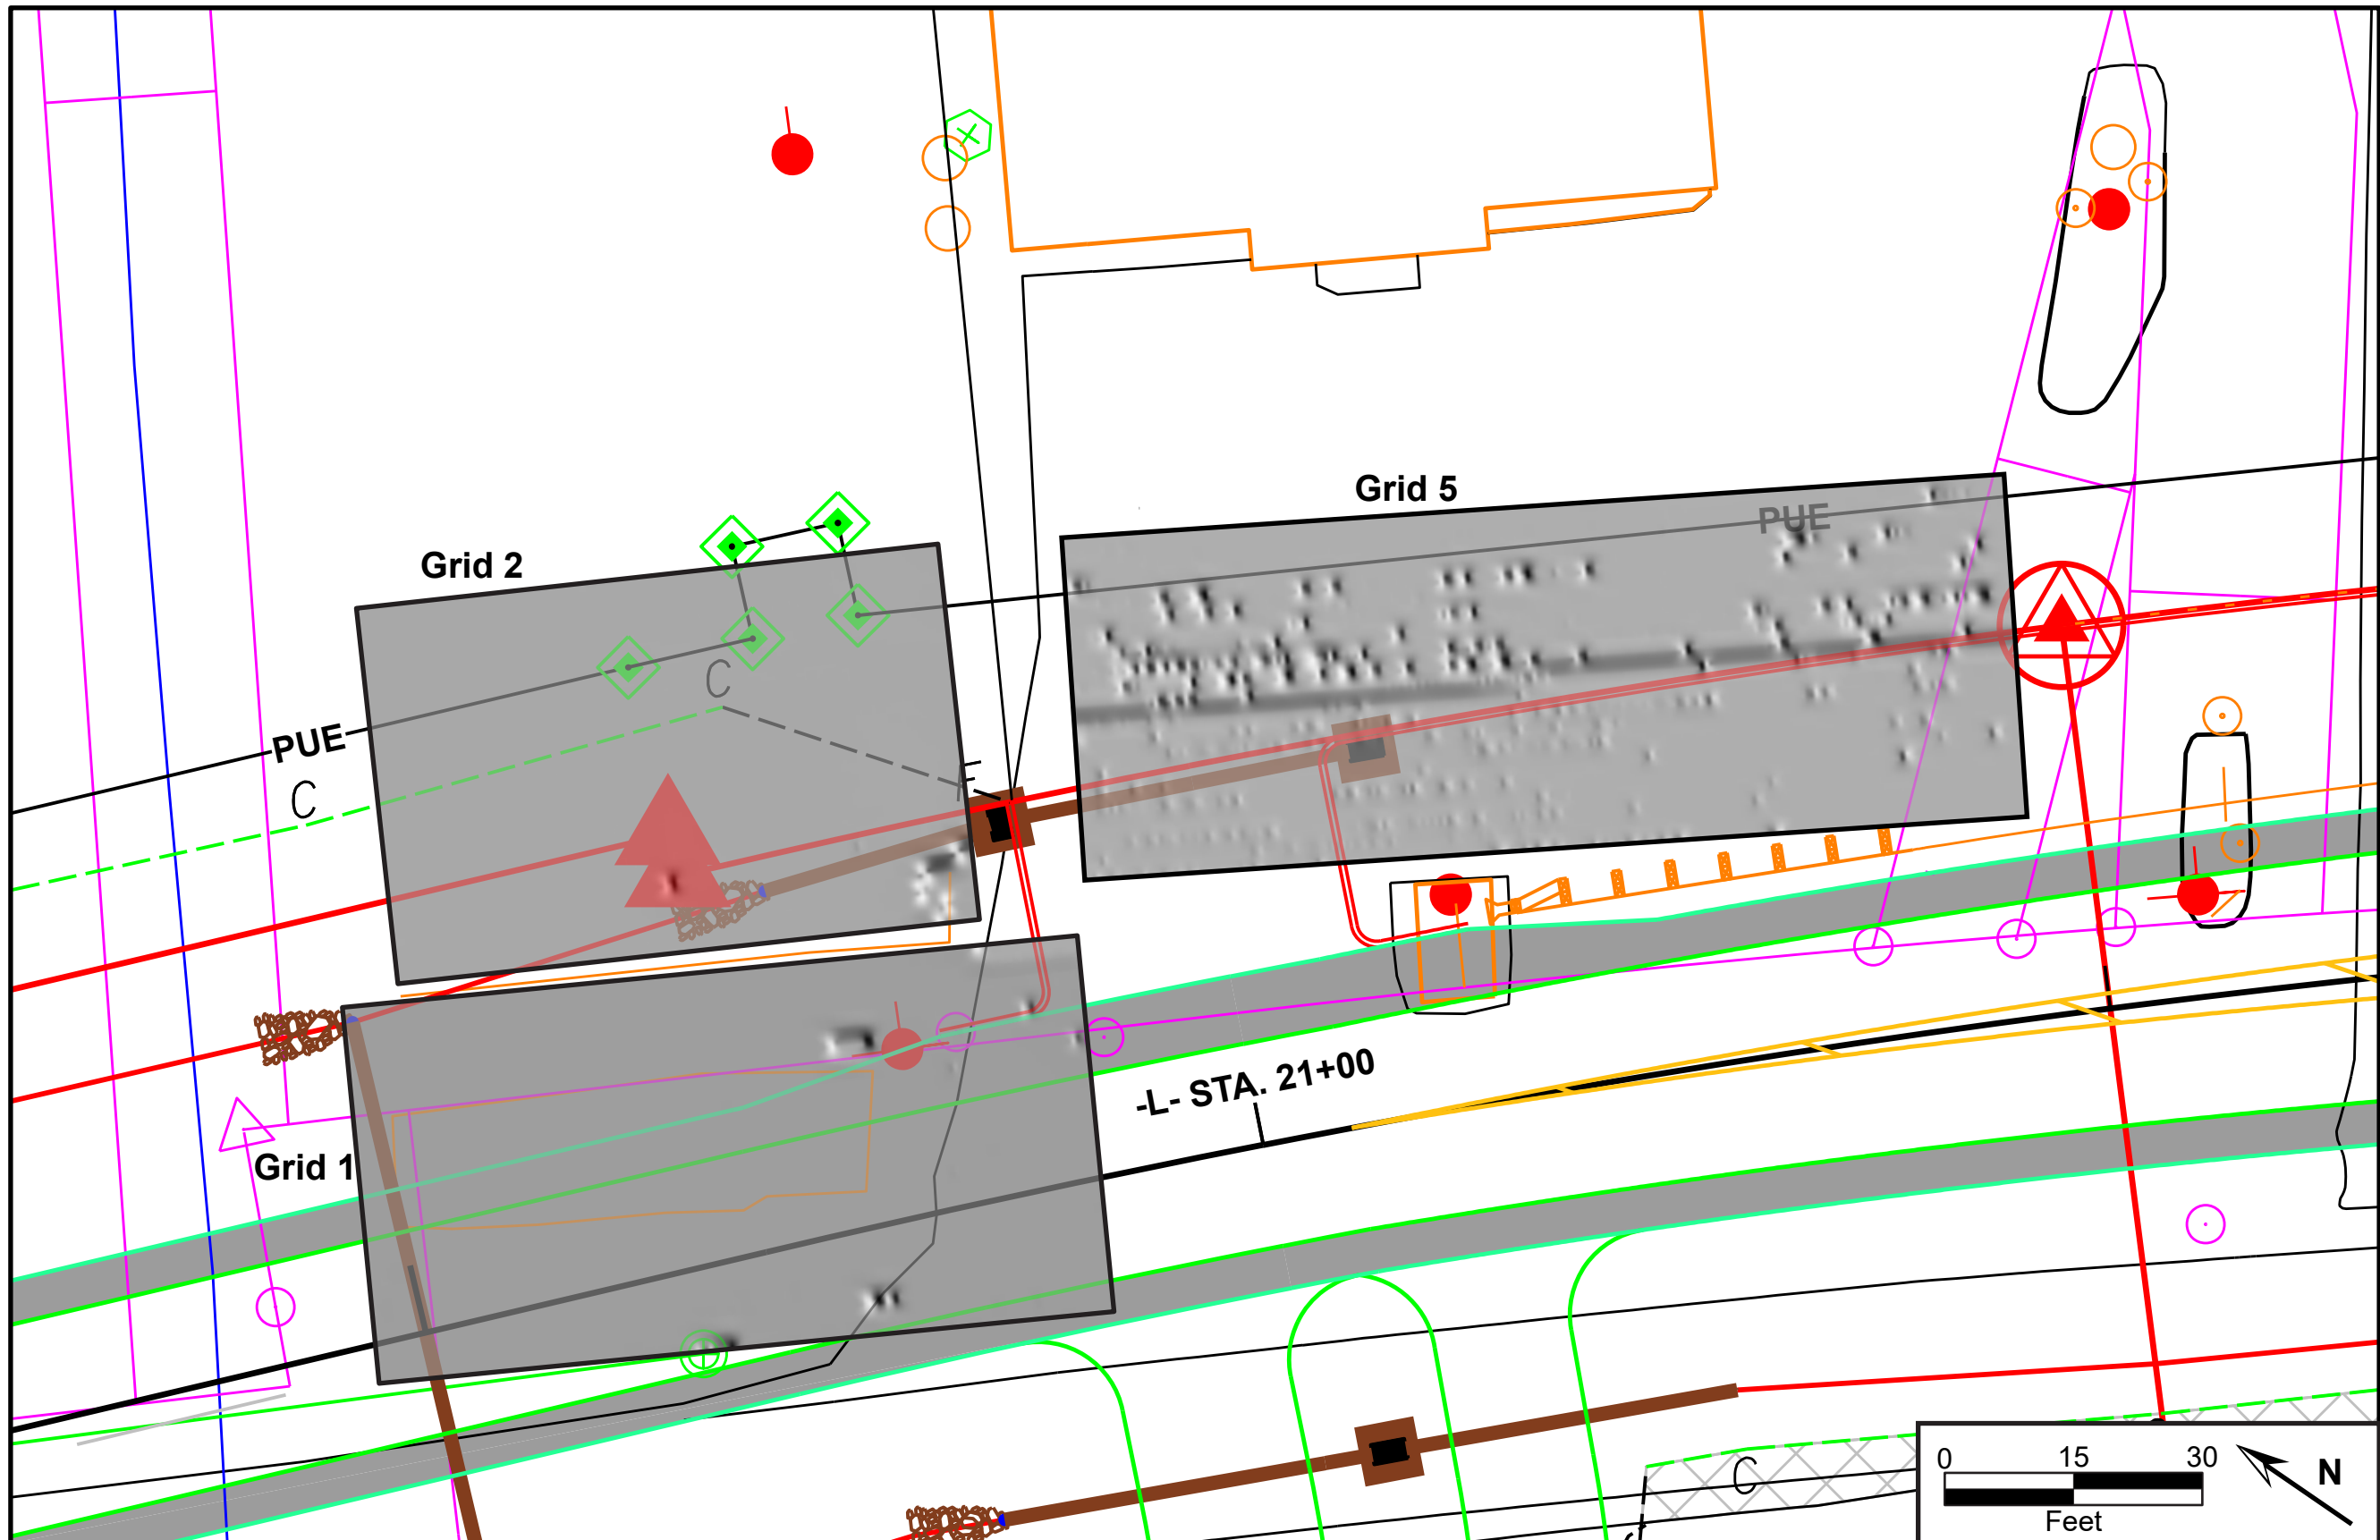 Grid 5
PUE
Grid 2
C
PUE
C
F
-L- STA. 21+00
Grid 1
C
0 15 30
Feet
N